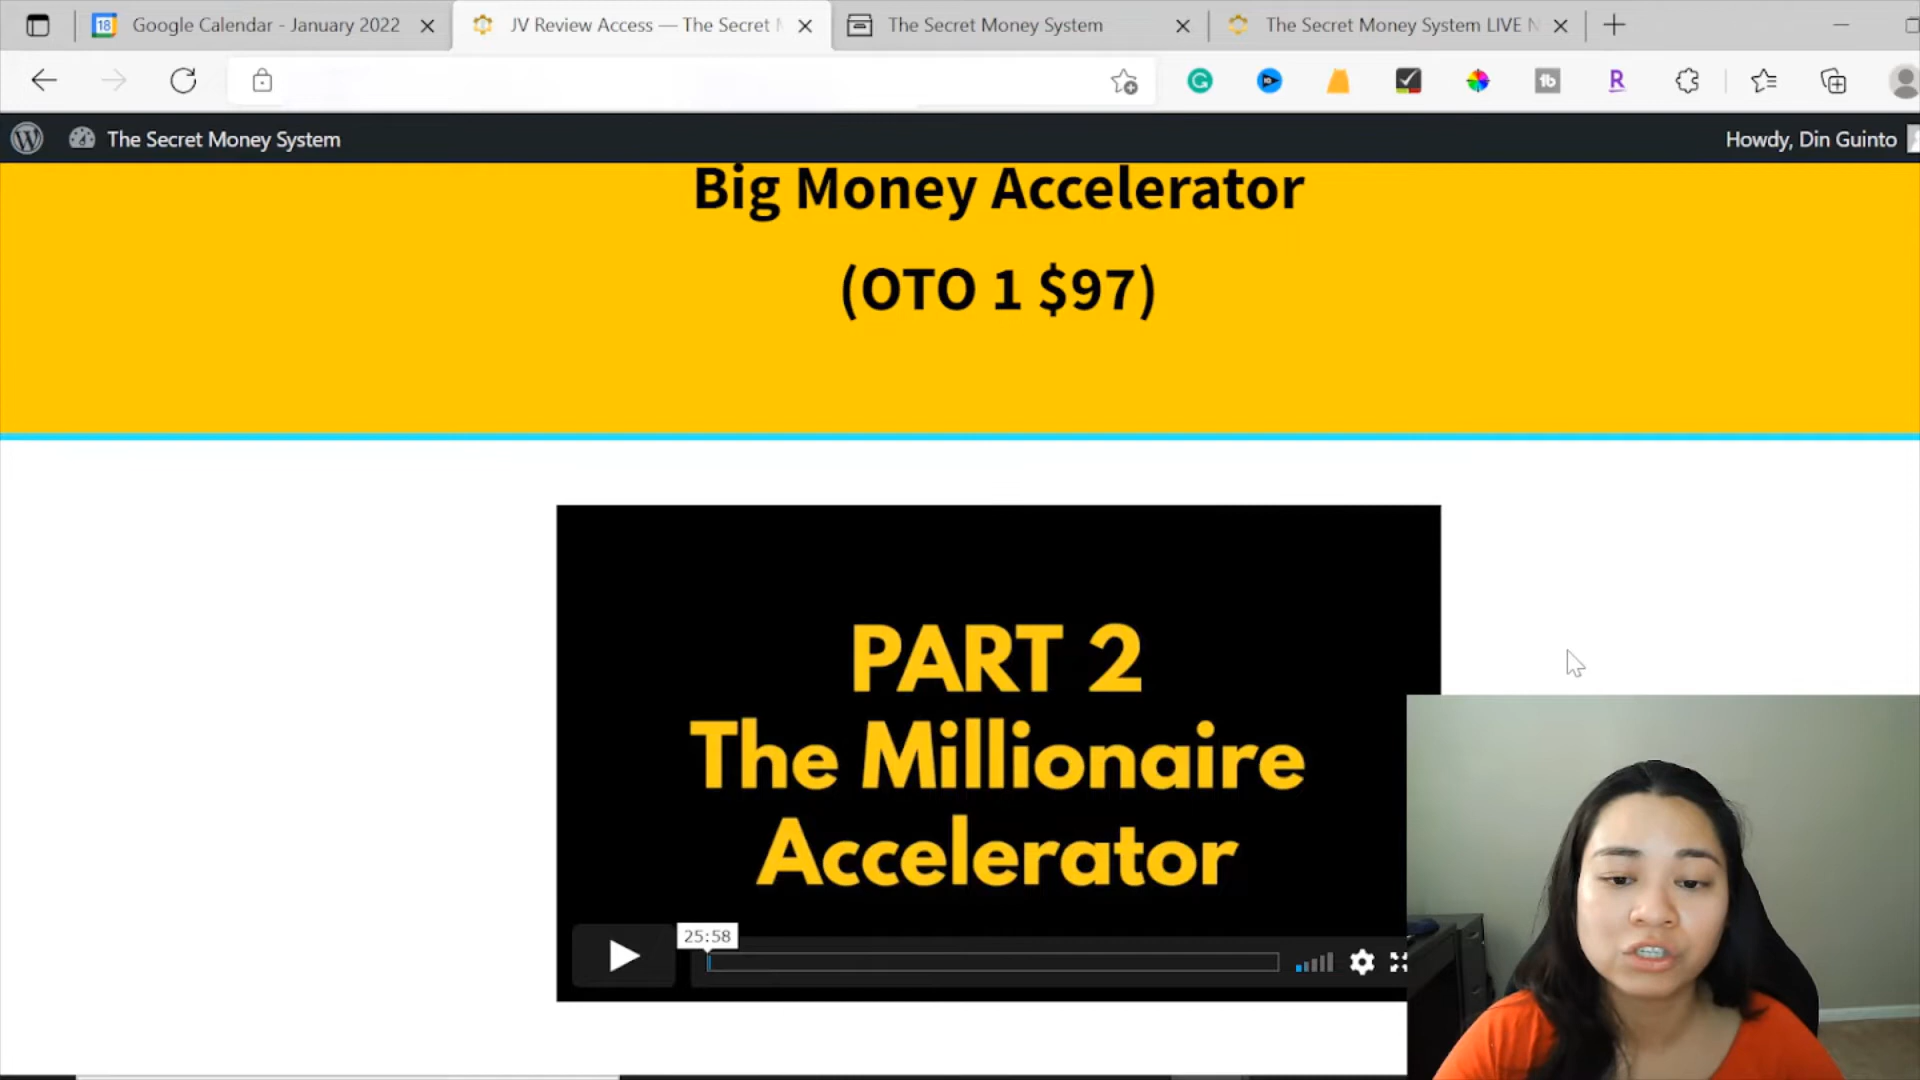 18 Google Calendar - January 2022
JV Review Access — The Secret
The Secret Money System
The Secret Money System LIVE
The Secret Money System
Howdy, Din Guinto
Big Money Accelerator
(OTO 1 $97)
PART 2
The Millionaire
Accelerator
25:58